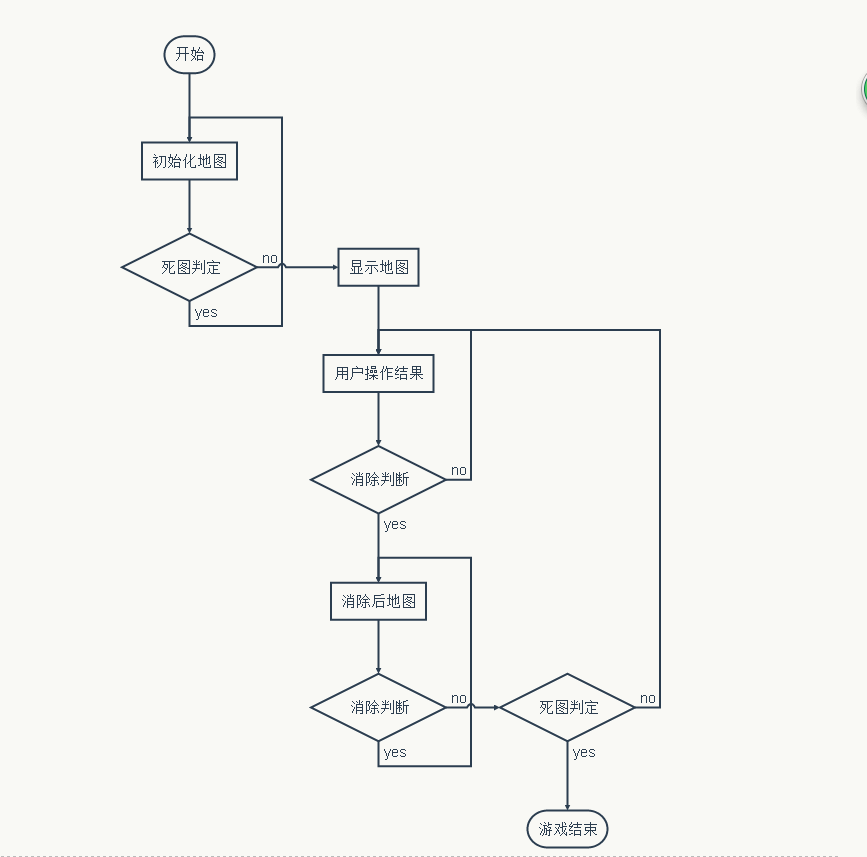 开始
初始化地图
死图判定
no
yes
显示地图
用户操作结果
消除判断
no
yes
消除后地图
消除判断
no
yes
死图判定
no
yes
游戏结束